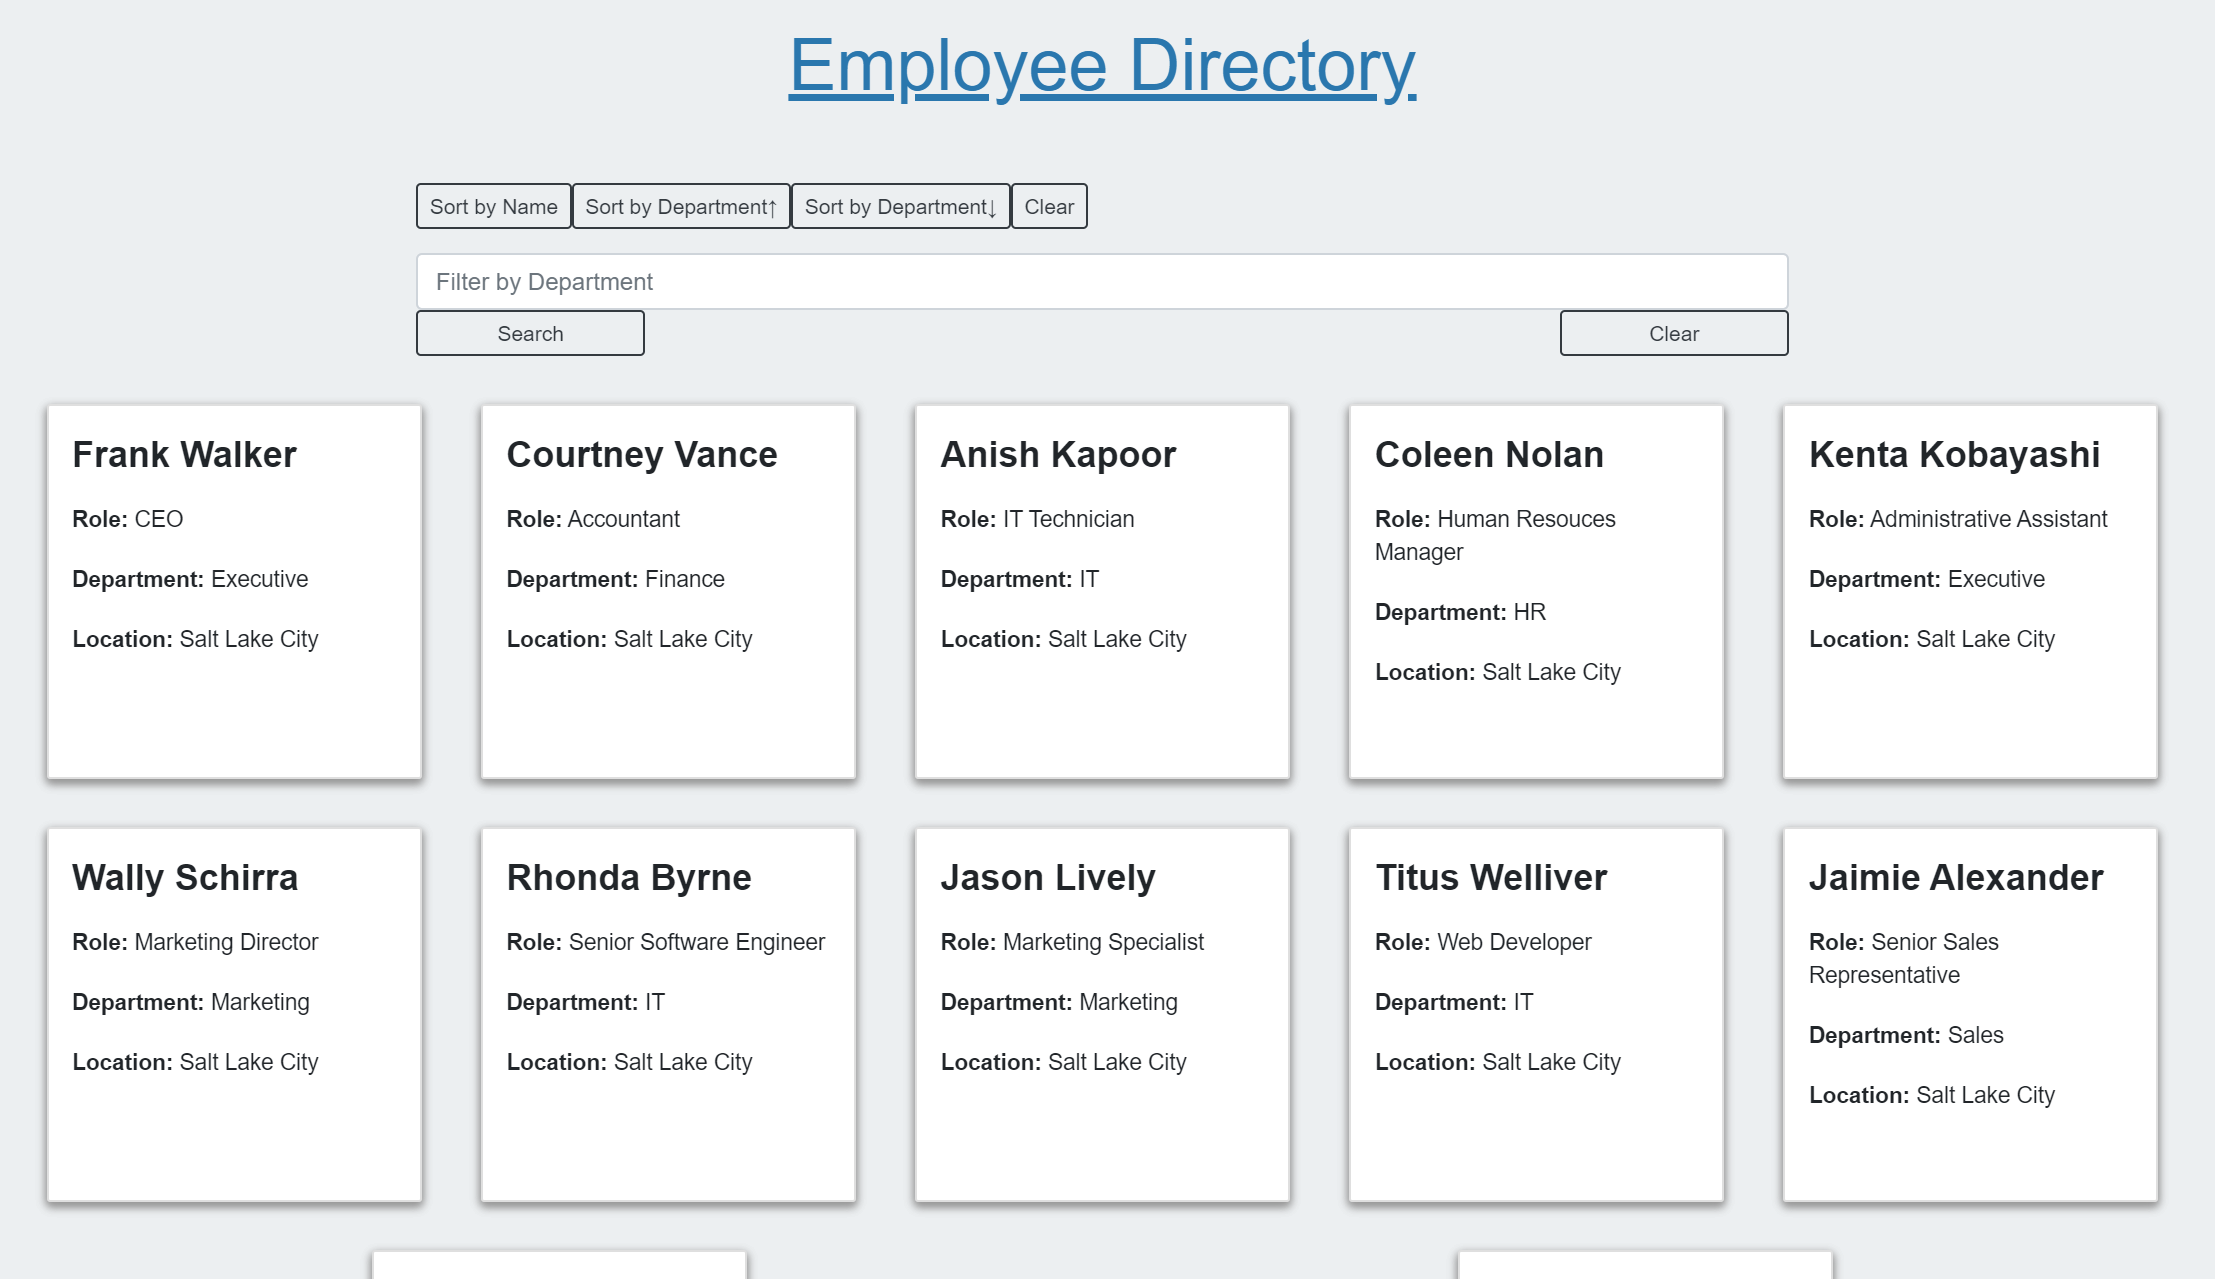 Employee Directory
Sort by Name
Sort by Department↑
Sort by Department↓
Clear
Filter by Department
Search
Clear
Frank Walker
Role: CEO
Department: Executive
Location: Salt Lake City
Courtney Vance
Role: Accountant
Department: Finance
Location: Salt Lake City
Anish Kapoor
Role: IT Technician
Department: IT
Location: Salt Lake City
Coleen Nolan
Role: Human Resouces
Manager
Department: HR
Location: Salt Lake City
Kenta Kobayashi
Role: Administrative Assistant
Department: Executive
Location: Salt Lake City
Wally Schirra
Role: Marketing Director
Department: Marketing
Location: Salt Lake City
Rhonda Byrne
Role: Senior Software Engineer
Department: IT
Location: Salt Lake City
Jason Lively
Role: Marketing Specialist
Department: Marketing
Location: Salt Lake City
Titus Welliver
Role: Web Developer
Department: IT
Location: Salt Lake City
Jaimie Alexander
Role: Senior Sales
Representative
Department: Sales
Location: Salt Lake City